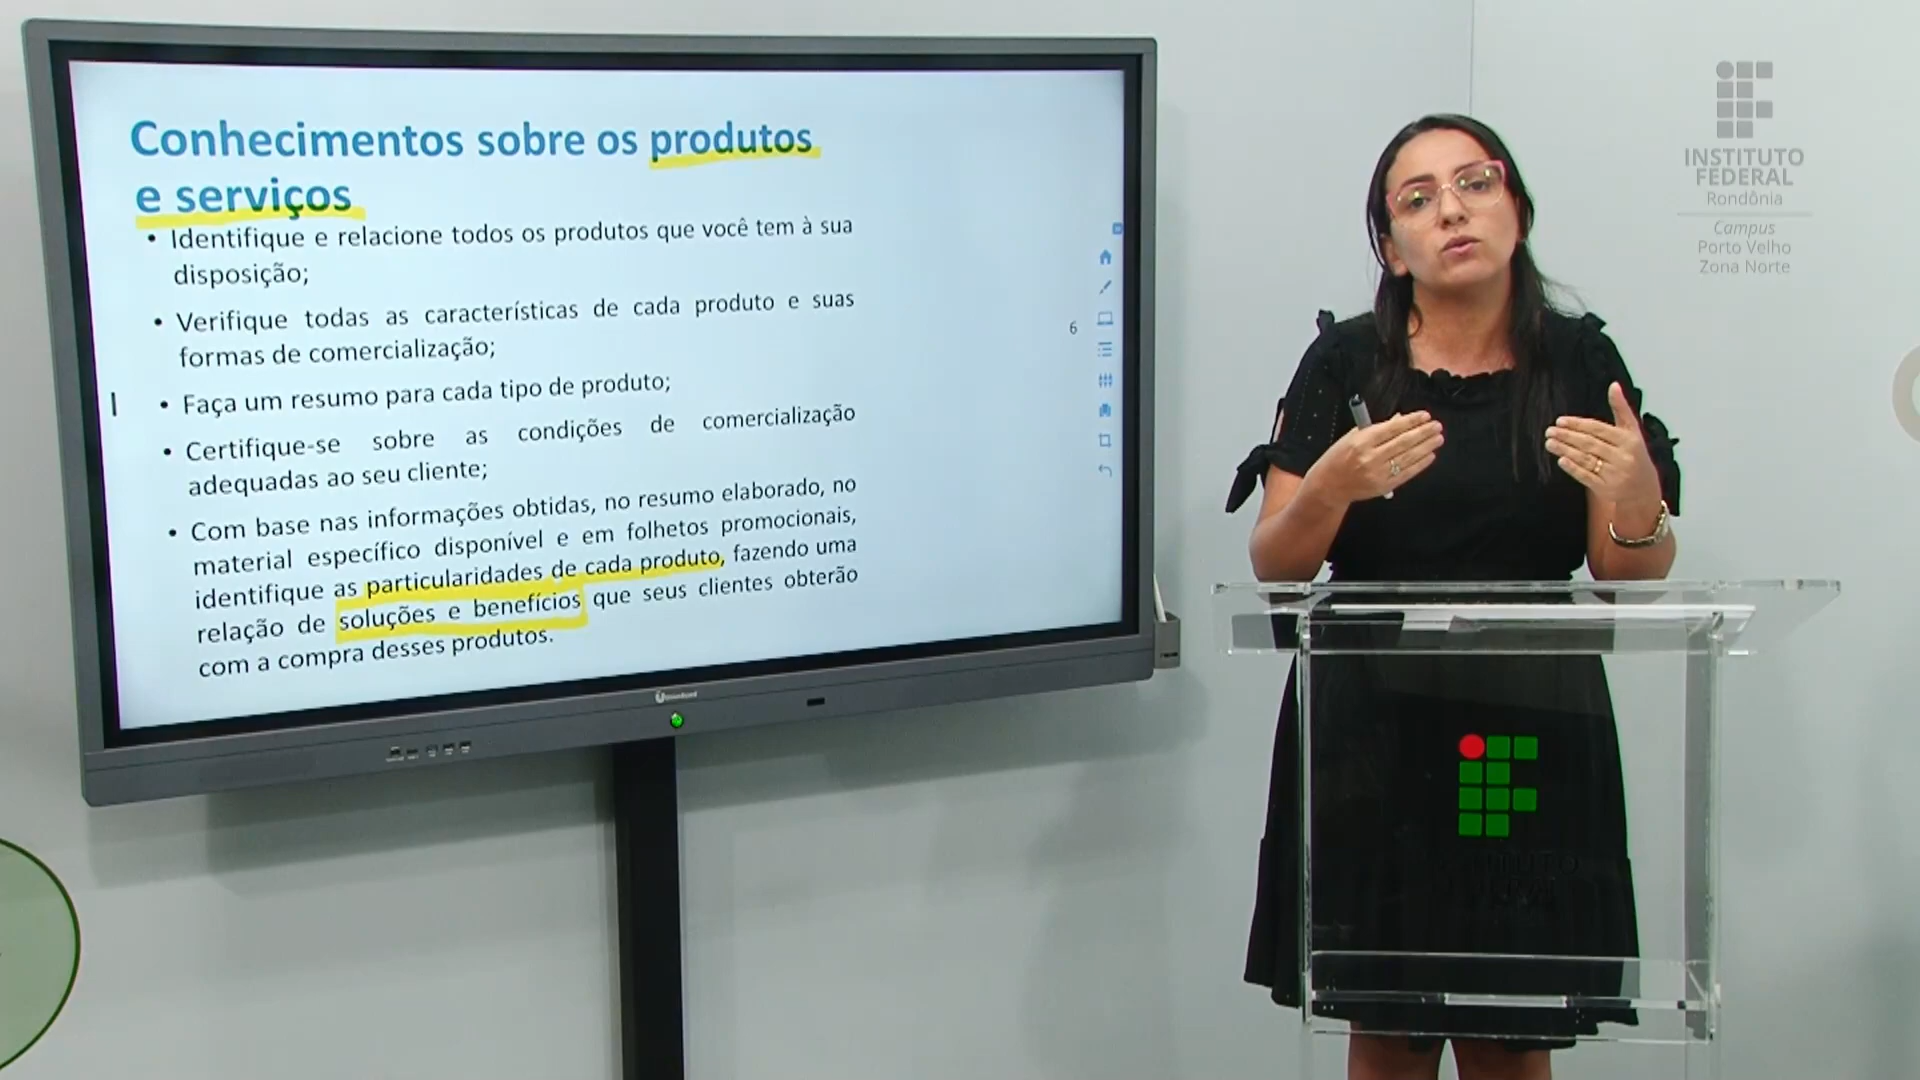 Conhecimentos sobre os produtos
e serviços
• Identifique e relacione todos os produtos que você tem à sua
disposição;
• Verifique todas as características de cada produto e suas
formas de comercialização;
• Faça um resumo para cada tipo de produto;
• Certifique-se sobre as condições de comercialização
adequadas ao seu cliente;
• Com base nas informações obtidas, no resumo elaborado, no
material específico disponível e em folhetos promocionais,
identifique as particularidades de cada produto, fazendo uma
relação de soluções e benefícios que seus clientes obterão
com a compra desses produtos.
6
INSTITUTO
FEDERAL
Rondônia
Campus
Porto Velho
Zona Norte